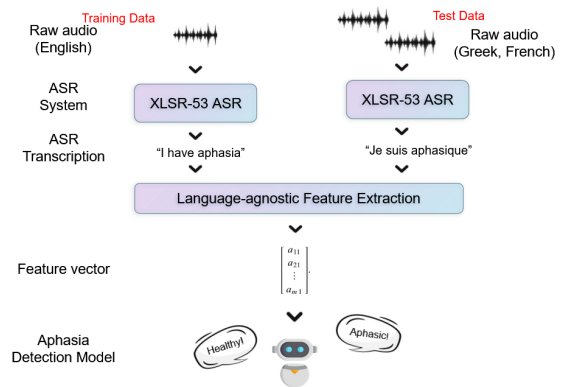 Training Data
Raw audio
(English)
Test Data
Raw audio
(Greek, French)
ASR
System
XLSR-53 ASR
XLSR-53 ASR
ASR
Transcription
“I have aphasia”
“Je suis aphasique”
Language-agnostic Feature Extraction
Feature vector
a11
a21
⋮
am1
.
Aphasia
Detection Model
Healthy!
Aphasic!